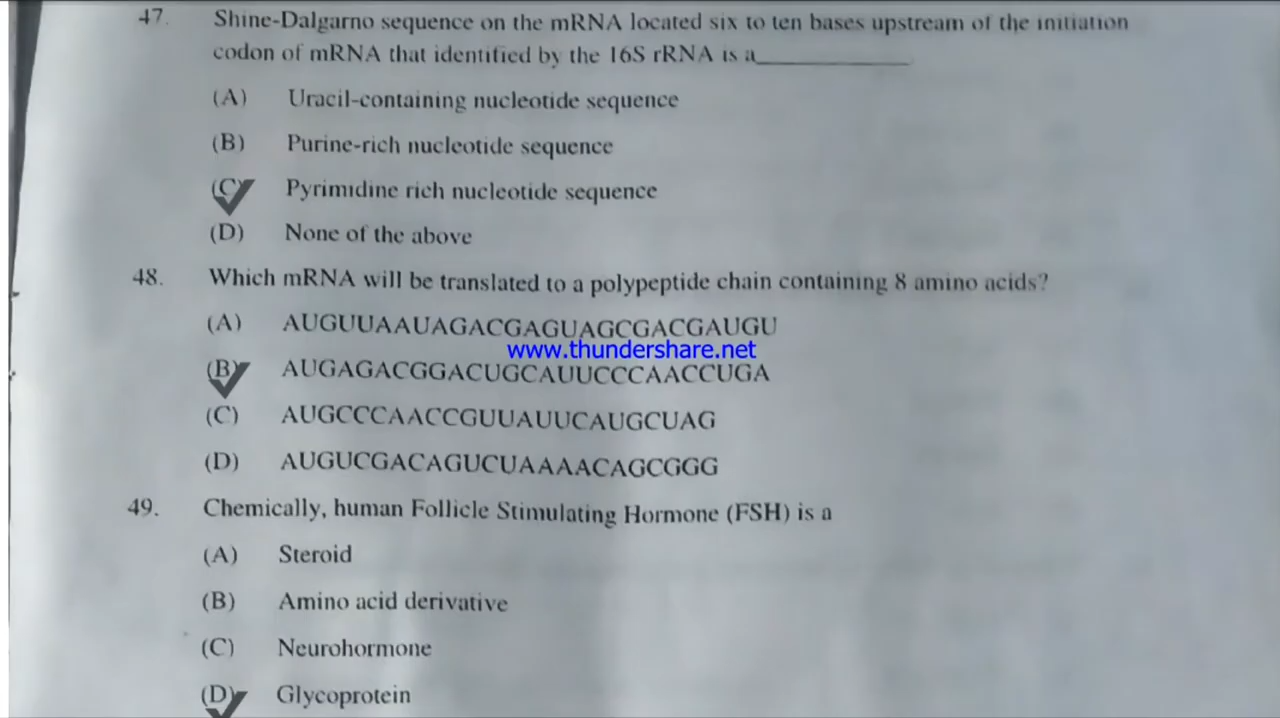 47. Shine-Dalgarno sequence on the mRNA located six to ten bases upstream of the initiation
codon of mRNA that identified by the 16S rRNA is a____________
(A) Uracil-containing nucleotide sequence
(B) Purine-rich nucleotide sequence
(C) Pyrimidine rich nucleotide sequence
(D) None of the above
48. Which mRNA will be translated to a polypeptide chain containing 8 amino acids?
(A) AUGUUAAUAGACGAGUAGCGACGAUGU
www.thundershare.net
(B) AUGAGACGGACUGCAUUCCCAACCUGA
(C) AUGCCCAACCGUUAUUCAUGCUAG
(D) AUGUCGACAGUCUAAAACAGCGGG
49. Chemically, human Follicle Stimulating Hormone (FSH) is a
(A) Steroid
(B) Amino acid derivative
(C) Neurohormone
(D) Glycoprotein